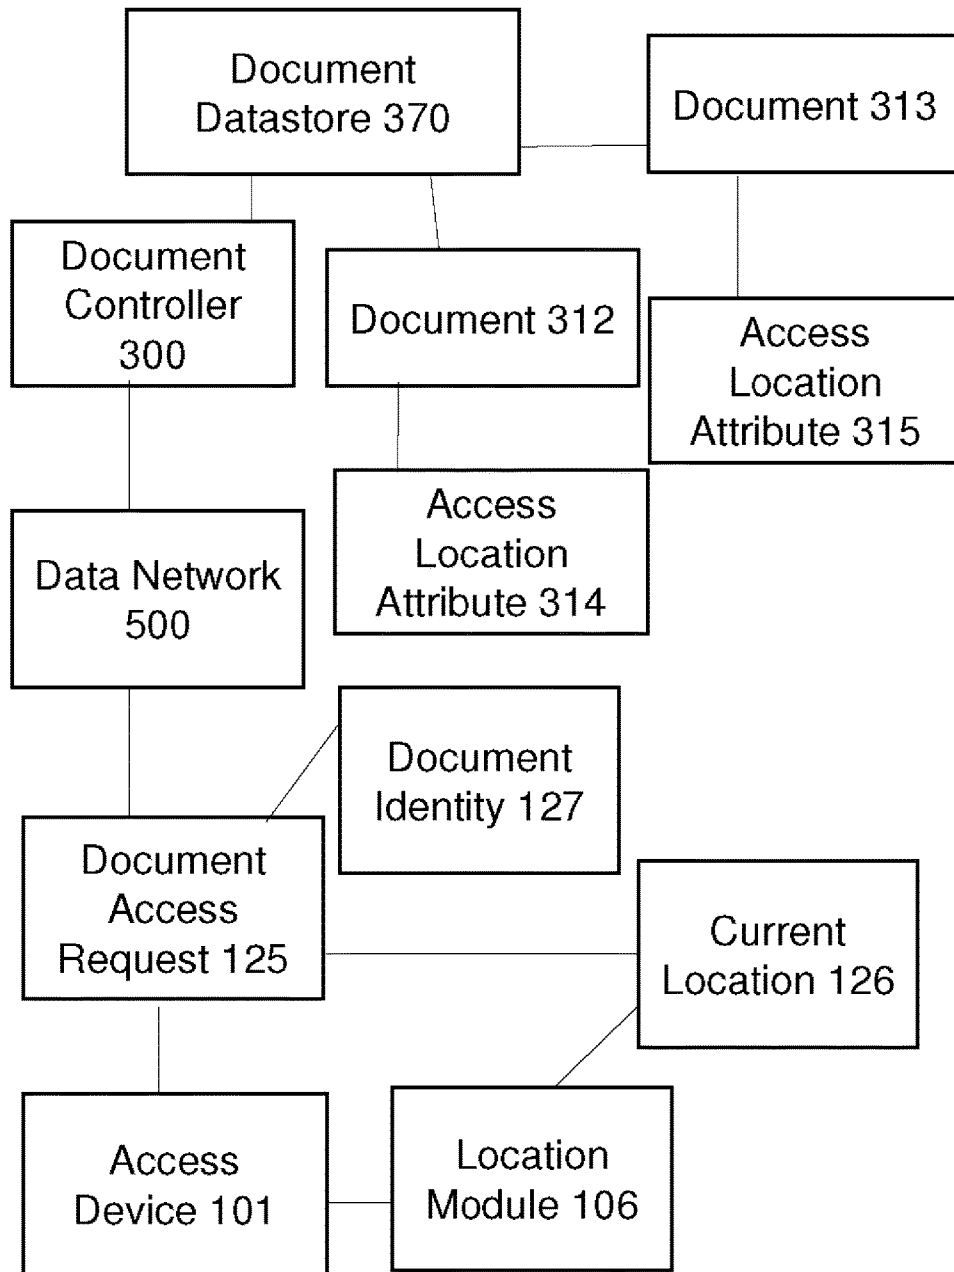 Document
Datastore 370
Document 313
Document
Controller
300
Document 312
Access
Location
Attribute 315
Access
Location
Attribute 314
Data Network
500
Document
Identity 127
Document
Access
Request 125
Current
Location 126
Access
Device 101
Location
Module 106